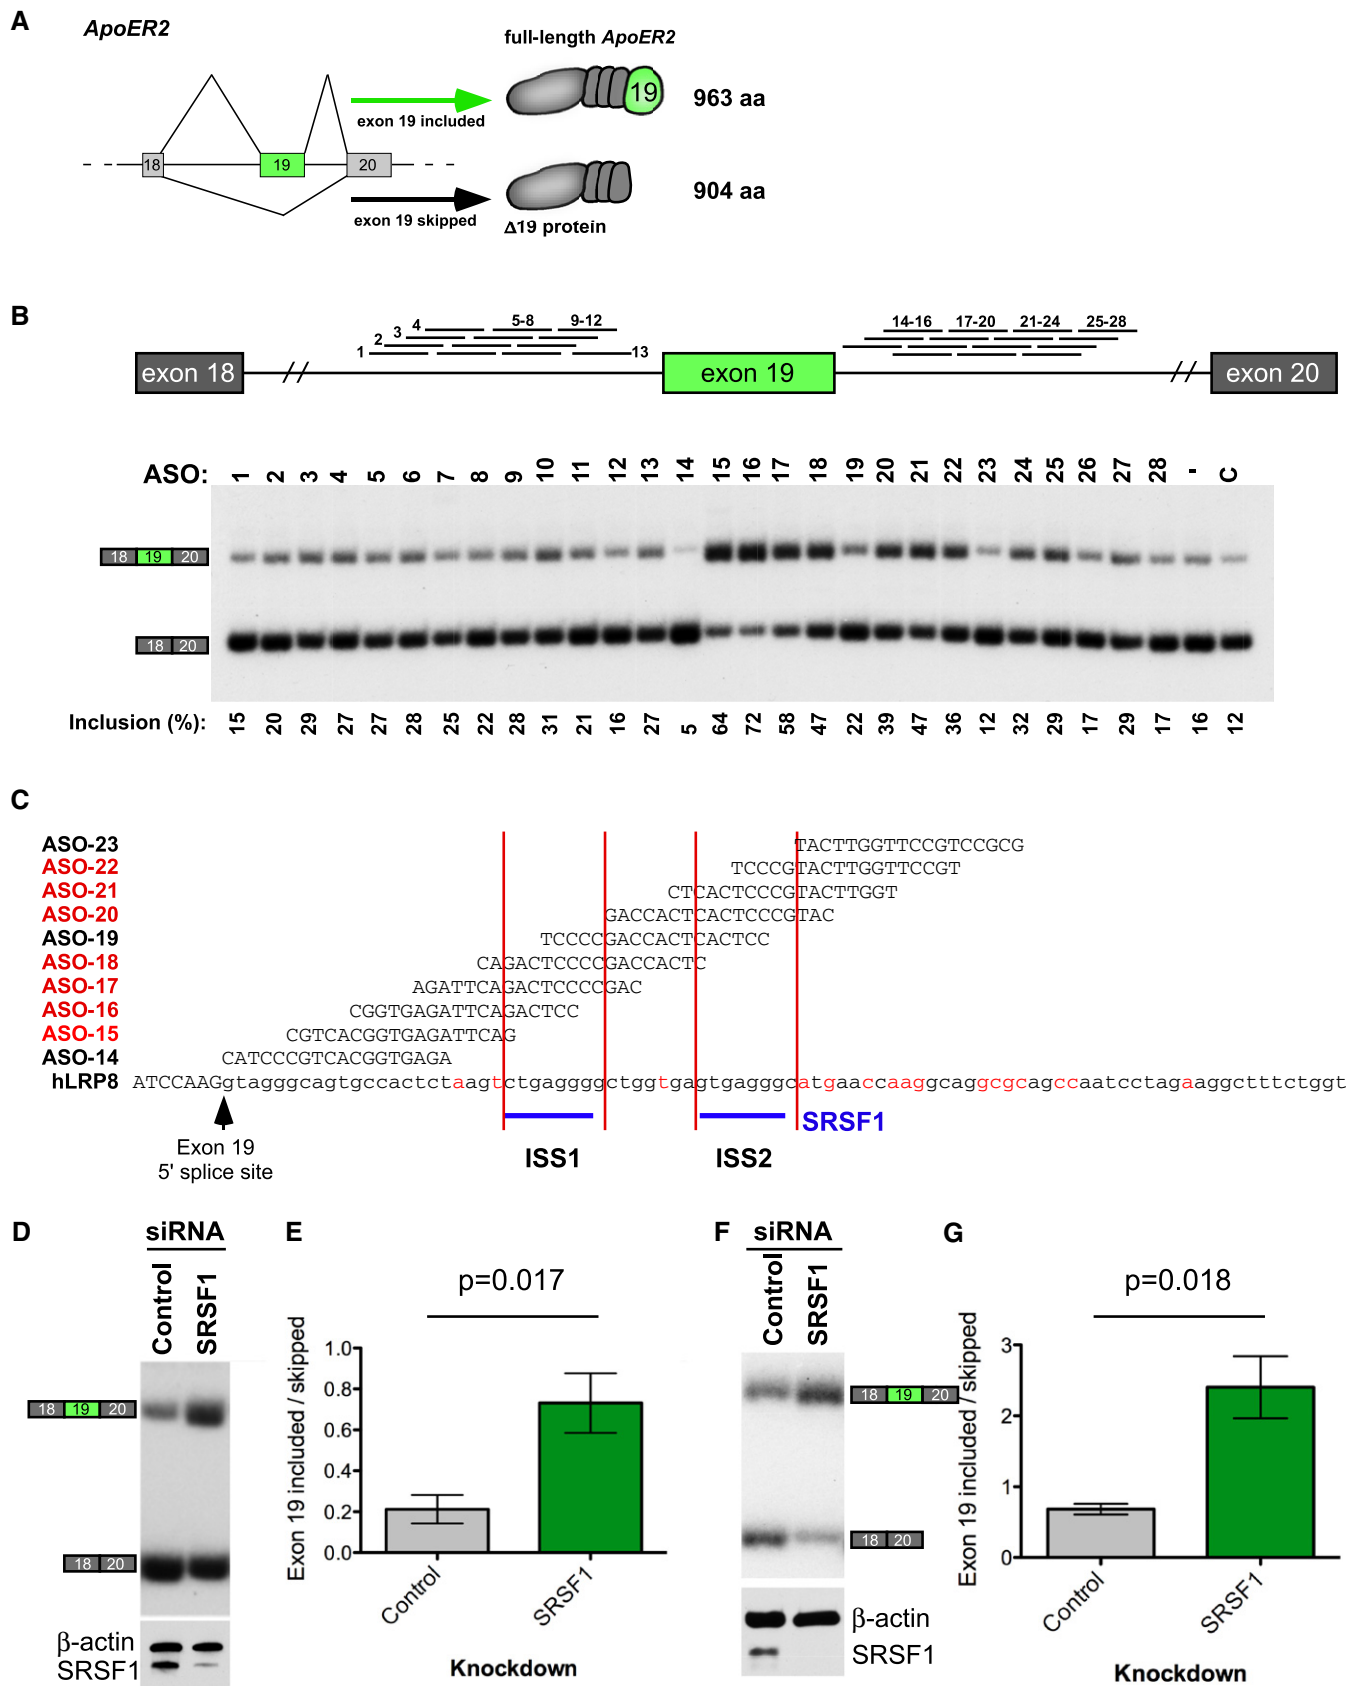 A
ApoER2
full-length ApoER2
18
19
20
exon 19 included
19
963 aa
exon 19 skipped
904 aa
Δ19 protein
B
1
2
3
4
5-8
9-12
13
14-16
17-20
21-24
25-28
exon 18
exon 19
exon 20
ASO: 1 2 3 4 5 6 7 8 9 10 11 12 13 14 15 16 17 18 19 20 21 22 23 24 25 26 27 28 - C
18 19 20
18 20
Inclusion (%): 15 20 29 27 27 28 25 22 28 31 21 16 27 5 64 72 58 47 22 39 47 36 12 32 29 17 29 17 16 12
C
ASO-23 TACTTGGTTCCGTCCGCG
ASO-22 TCCCGTACTTGGTTCCGT
ASO-21 CTCACTCCCGTACTTGGT
ASO-20 GACCACTCACTCCCGTAC
ASO-19 TCCCCGACCACTCACTCC
ASO-18 CAGACTCCCCGACCACTC
ASO-17 AGATTCAGACTCCCCGAC
ASO-16 CGGTGAGATTCAGACTCC
ASO-15 CGTCACGGTGAGATTCAG
ASO-14 CATCCCGTCACGGTGAGA
hLRP8 ATCCAAGgtagggcagtgccactctaagtctgaggggctggtgagtgagggcatgaaccaaggcaggcgcagccaatcctagaaggctttctggt
SRSF1
Exon 19
5' splice site
ISS1
ISS2
D
siRNA
Control
SRSF1
18 19 20
18 20
β-actin
SRSF1
E
p=0.017
Exon 19 included / skipped
1.0
0.8
0.6
0.4
0.2
0.0
Control
SRSF1
Knockdown
F
siRNA
Control
SRSF1
18 19 20
18 20
β-actin
SRSF1
G
p=0.018
Exon 19 included / skipped
3
2
1
0
Control
SRSF1
Knockdown